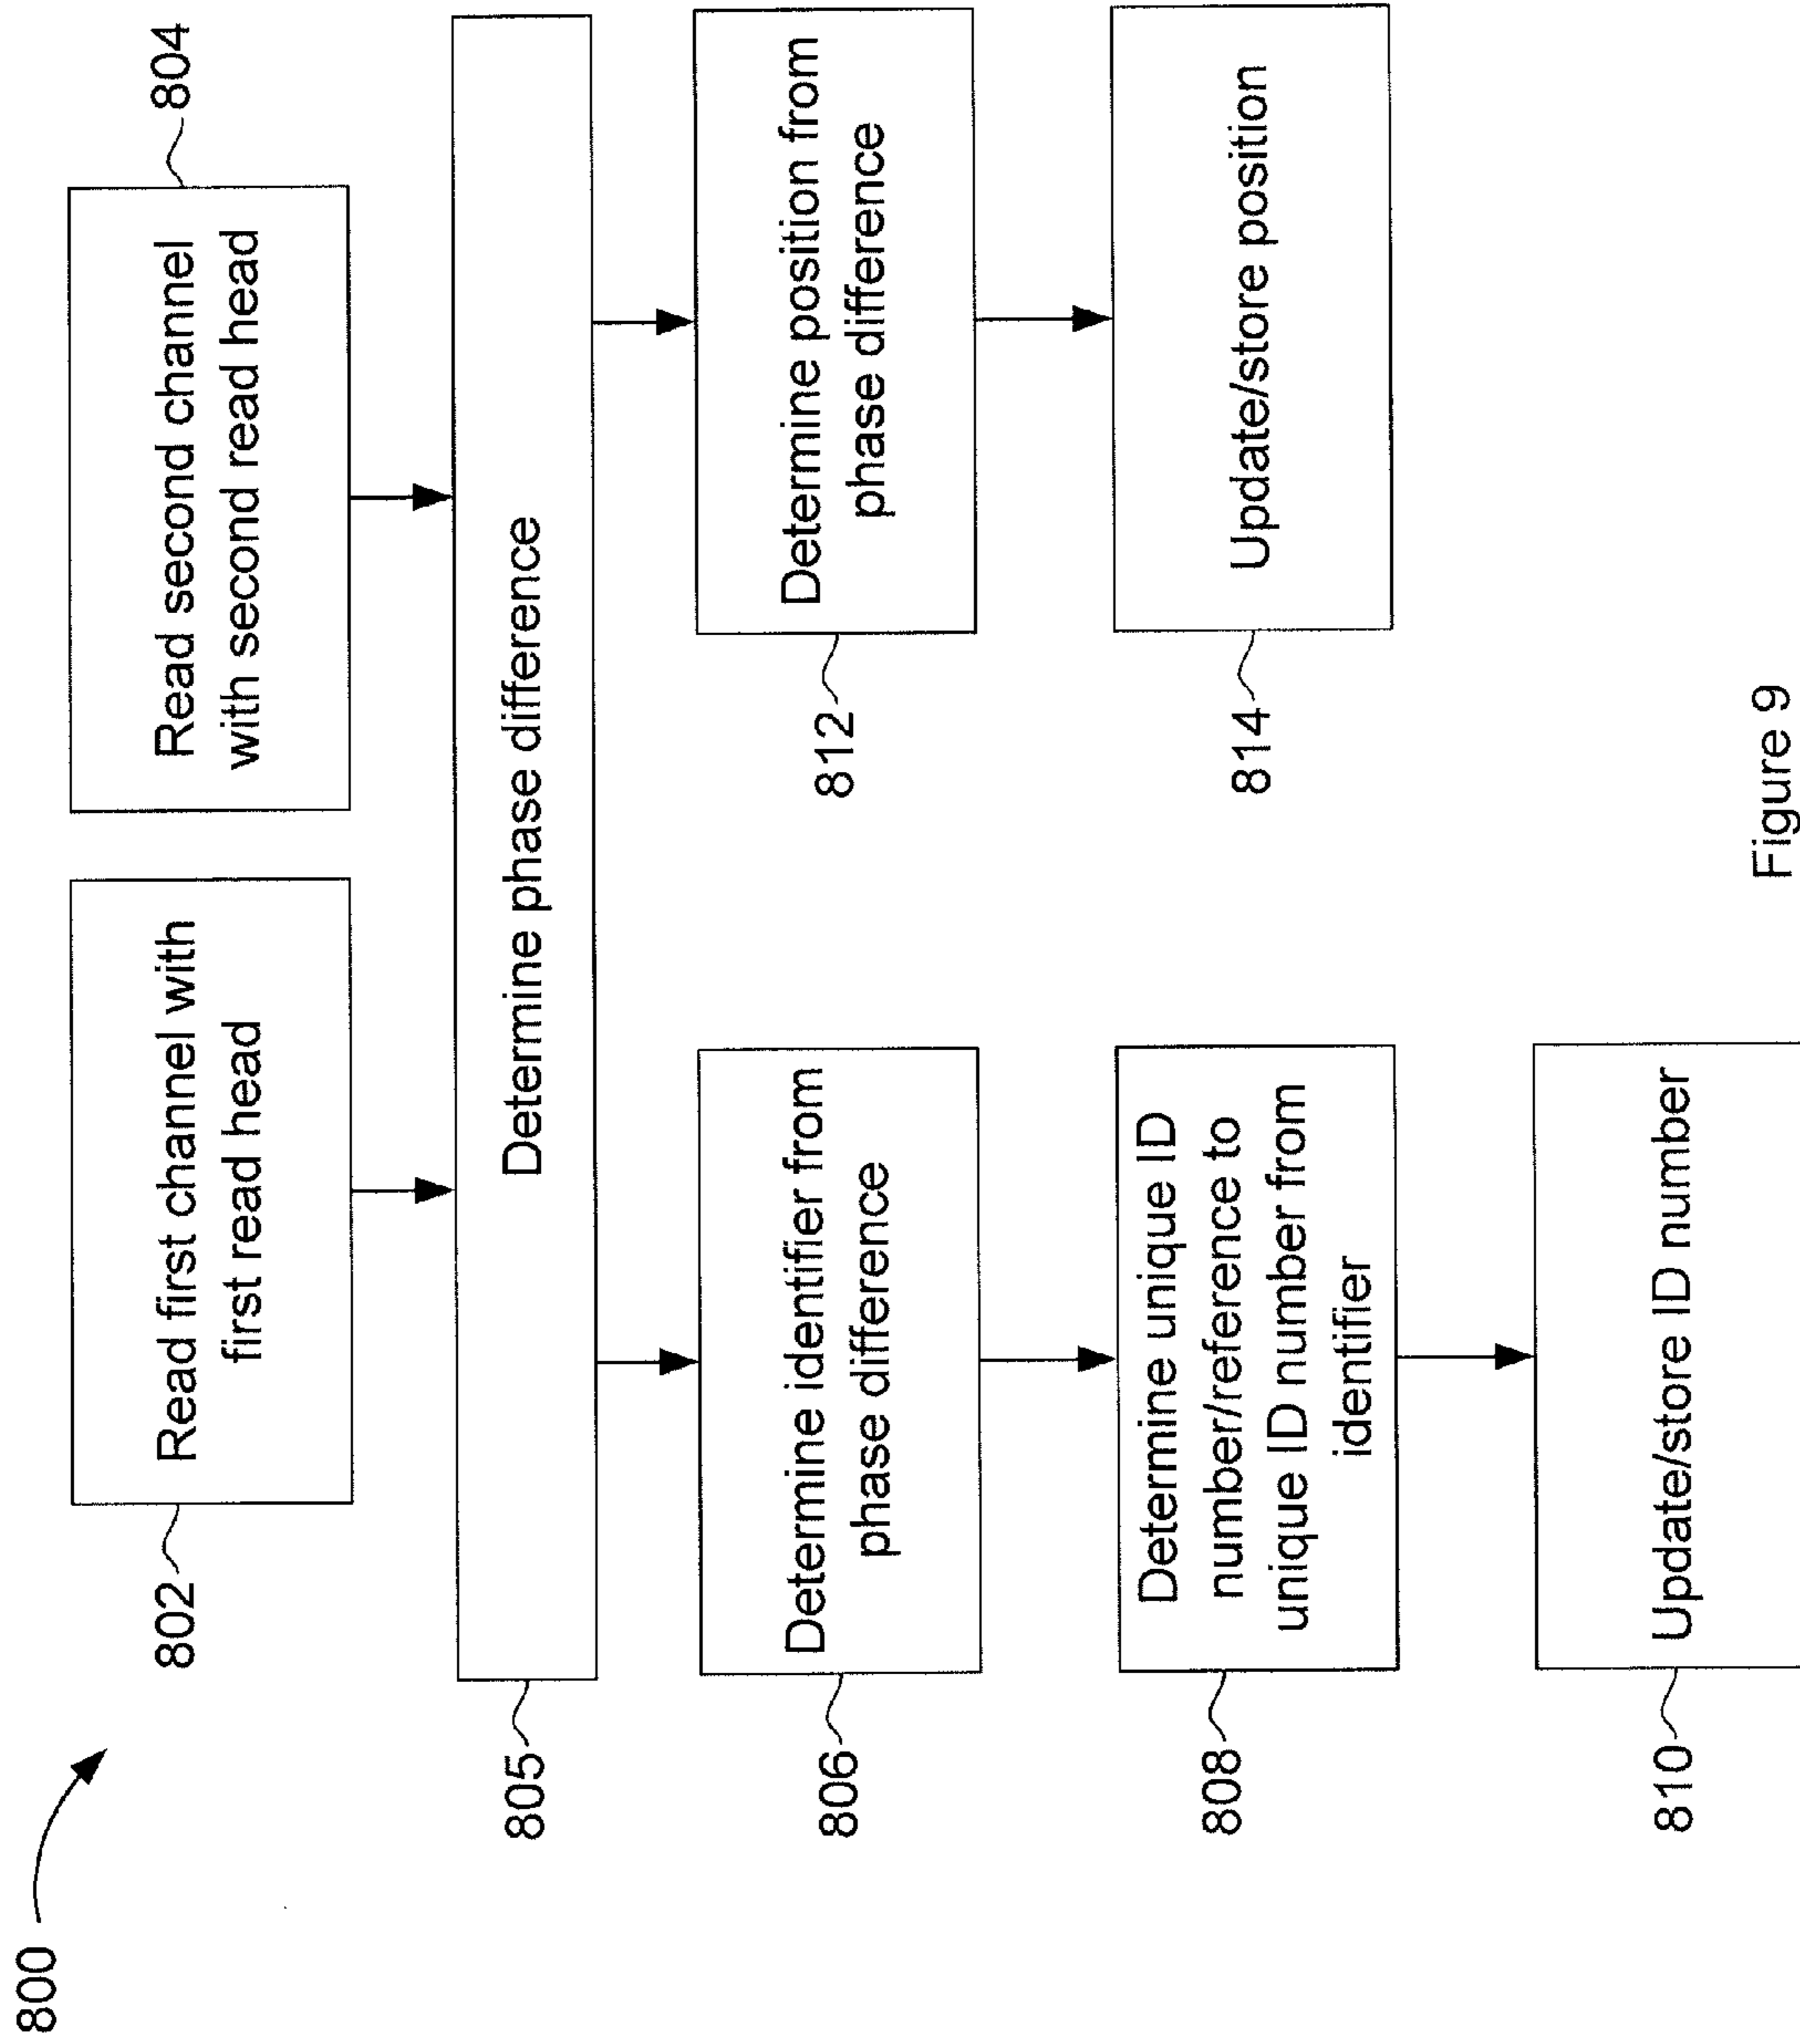 800
802
Read first channel with
first read head
Read second channel
with second read head
804
805
Determine phase difference
806
Determine identifier from
phase difference
812
Determine position from
phase difference
808
Determine unique ID
number/reference to
unique ID number from
identifier
814
Update/store position
810
Update/store ID number
Figure 9